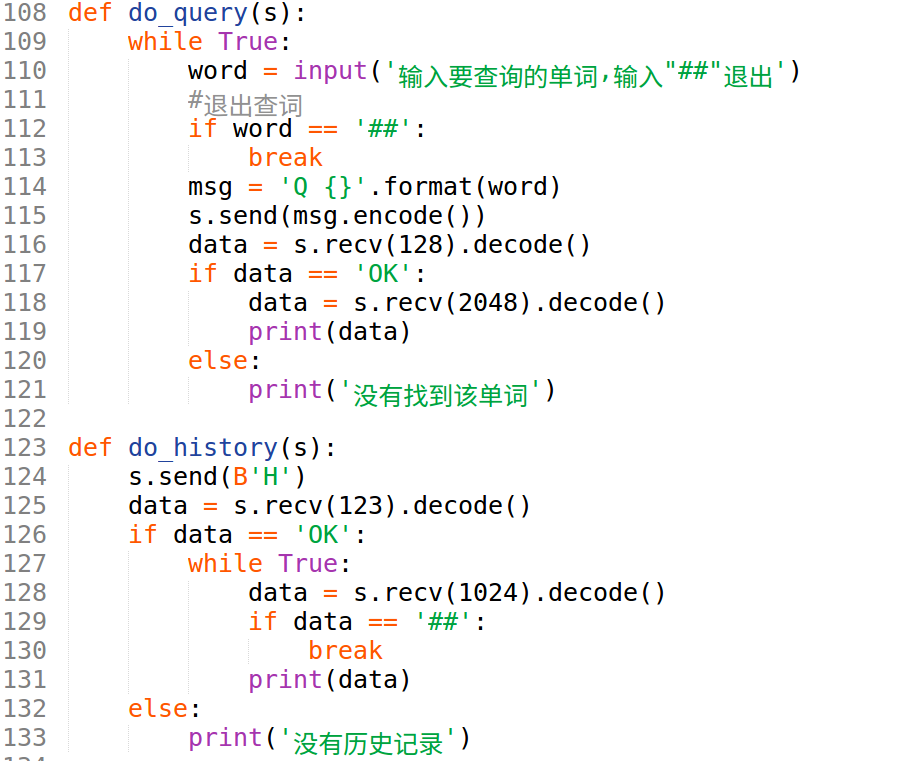 108 def do_query(s):
109     while True:
110         word = input('输入要查询的单词,输入"##"退出')
111         #退出查词
112         if word == '##':
113             break
114         msg = 'Q {}'.format(word)
115         s.send(msg.encode())
116         data = s.recv(128).decode()
117         if data == 'OK':
118             data = s.recv(2048).decode()
119             print(data)
120         else:
121             print('没有找到该单词')
122
123 def do_history(s):
124     s.send(B'H')
125     data = s.recv(123).decode()
126     if data == 'OK':
127         while True:
128             data = s.recv(1024).decode()
129             if data == '##':
130                 break
131             print(data)
132     else:
133         print('没有历史记录')